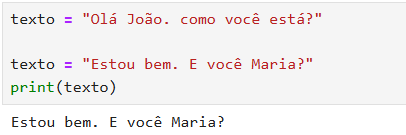 texto = "Olá João. como você está?"
texto = "Estou bem. E você Maria?"
print(texto)
Estou bem. E você Maria?